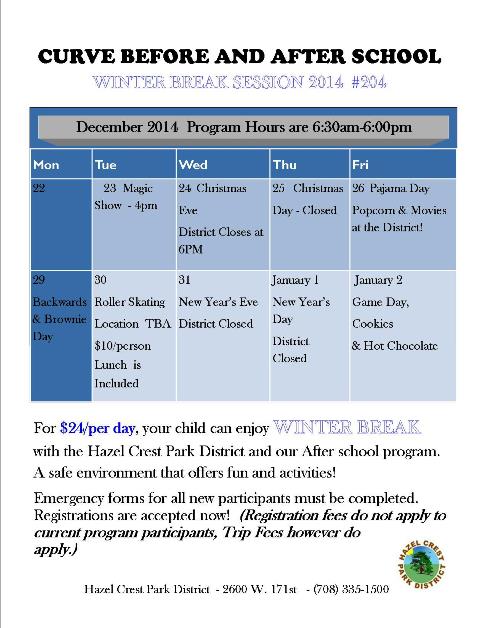 CURVE BEFORE AND AFTER SCHOOL
WINTER BREAK SESSION 2014 #204
December 2014 Program Hours are 6:30am-6:00pm
Mon Tue Wed Thu Fri
22
23 Magic
Show - 4pm
24 Christmas
Eve
District Closes at
6PM
25 Christmas
Day - Closed
26 Pajama Day
Popcorn & Movies
at the District!
29
Backwards
& Brownie
Day
30
Roller Skating
Location TBA
$10/person
Lunch is
Included
31
New Year's Eve
District Closed
January 1
New Year's
Day
District
Closed
January 2
Game Day,
Cookies
& Hot Chocolate
For $24/per day, your child can enjoy WINTER BREAK
with the Hazel Crest Park District and our After school program.
A safe environment that offers fun and activities!
Emergency forms for all new participants must be completed.
Registrations are accepted now! (Registration fees do not apply to
current program participants, Trip Fees however do
apply.)
HAZEL CREST
PARK DISTRICT
Hazel Crest Park District - 2600 W. 171st - (708) 335-1500